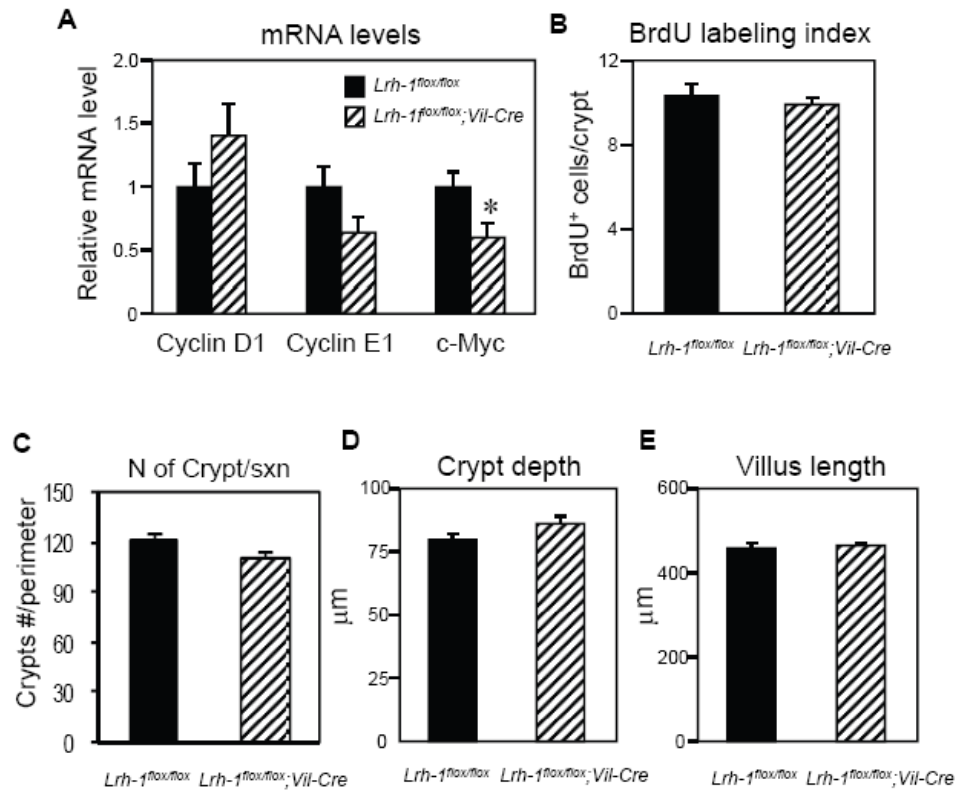 A
mRNA levels
Relative mRNA level
2.0
1.5
1
0.5
0
Lrh-1flox/flox
Lrh-1flox/flox;Vil-Cre
*
Cyclin D1 Cyclin E1 c-Myc
B
BrdU labeling index
BrdU+ cells/crypt
12
8
4
0
Lrh-1flox/flox Lrh-1flox/flox;Vil-Cre
C
N of Crypt/sxn
Crypts #/perimeter
150
120
90
60
30
0
Lrh-1flox/flox Lrh-1flox/flox;Vil-Cre
D
Crypt depth
μm
100
75
50
25
0
Lrh-1flox/flox Lrh-1flox/flox;Vil-Cre
E
Villus length
μm
600
400
200
0
Lrh-1flox/flox Lrh-1flox/flox;Vil-Cre